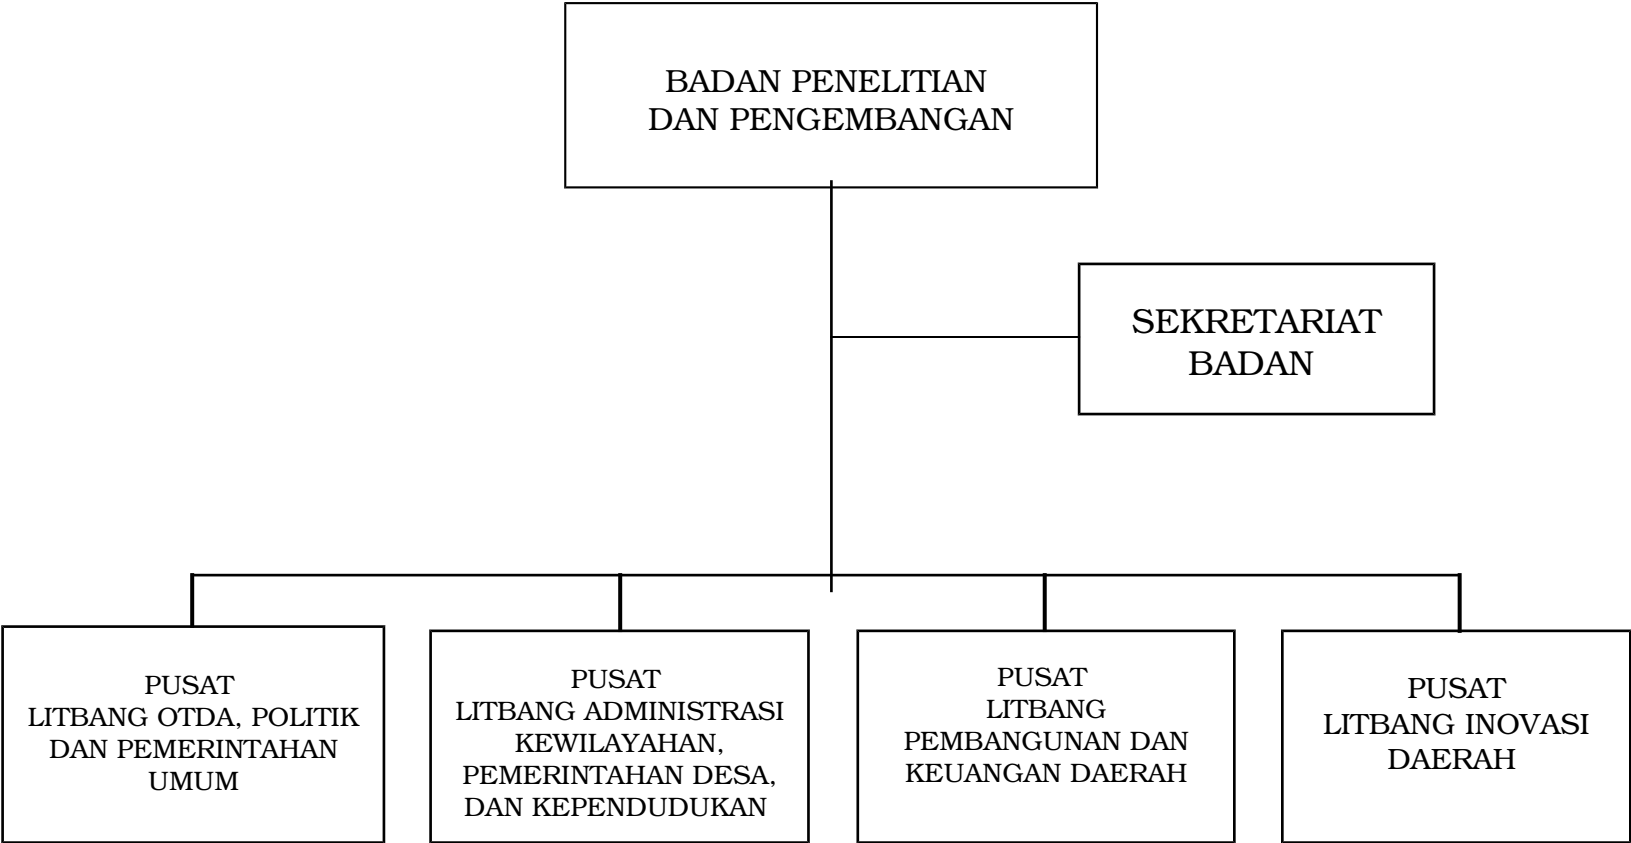 BADAN PENELITIAN
DAN PENGEMBANGAN
SEKRETARIAT
BADAN
PUSAT
LITBANG OTDA, POLITIK
DAN PEMERINTAHAN
UMUM
PUSAT
LITBANG ADMINISTRASI
KEWILAYAHAN,
PEMERINTAHAN DESA,
DAN KEPENDUDUKAN
PUSAT
LITBANG
PEMBANGUNAN DAN
KEUANGAN DAERAH
PUSAT
LITBANG INOVASI
DAERAH